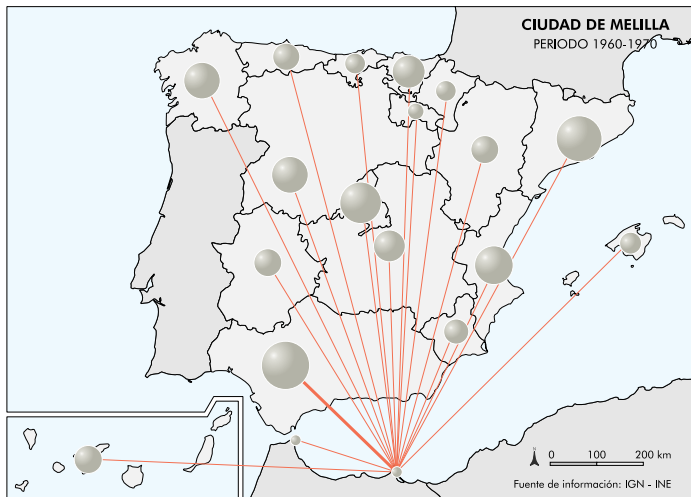 CIUDAD DE MELILLA
PERIODO 1960-1970
N
0 100 200 km
Fuente de información: IGN - INE